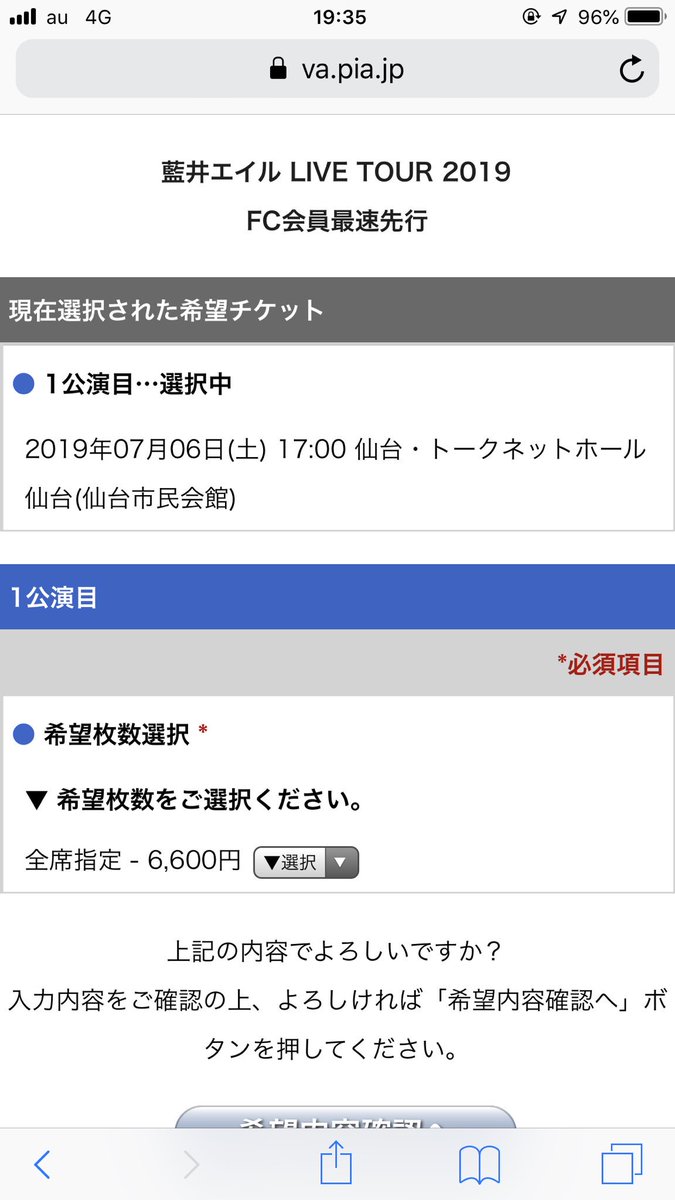 au 4G 19:35 96%
va.pia.jp
藍井エイル LIVE TOUR 2019
FC会員最速先行
現在選択された希望チケット
● 1公演目…選択中
2019年07月06日(土) 17:00 仙台・トークネットホール
仙台(仙台市民会館)
1公演目
*必須項目
● 希望枚数選択 *
▼ 希望枚数をご選択ください。
全席指定 - 6,600円 ▼選択 ▼
上記の内容でよろしいですか？
入力内容をご確認の上、よろしければ「希望内容確認へ」ボ
タンを押してください。
希望内容確認へ